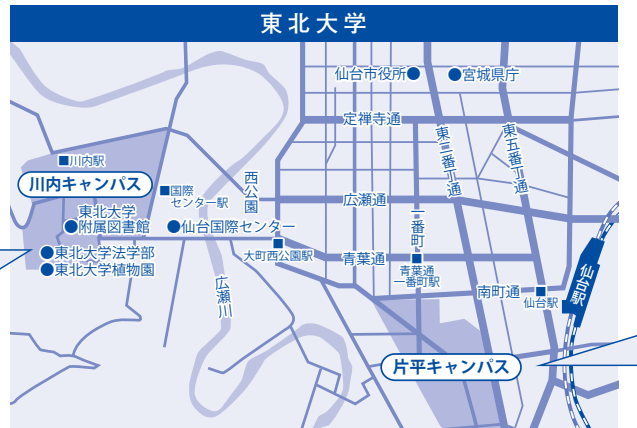 東北大学
仙台市役所
宮城県庁
定禅寺通
東二番丁通
東五番丁通
川内駅
川内キャンパス
国際
センター駅
西公園
広瀬通
一番町
東北大学
附属図書館
仙台国際センター
東北大学法学部
東北大学植物園
大町西公園駅
青葉通
青葉通
一番町駅
広瀬川
南町通
仙台駅
仙台駅
片平キャンパス